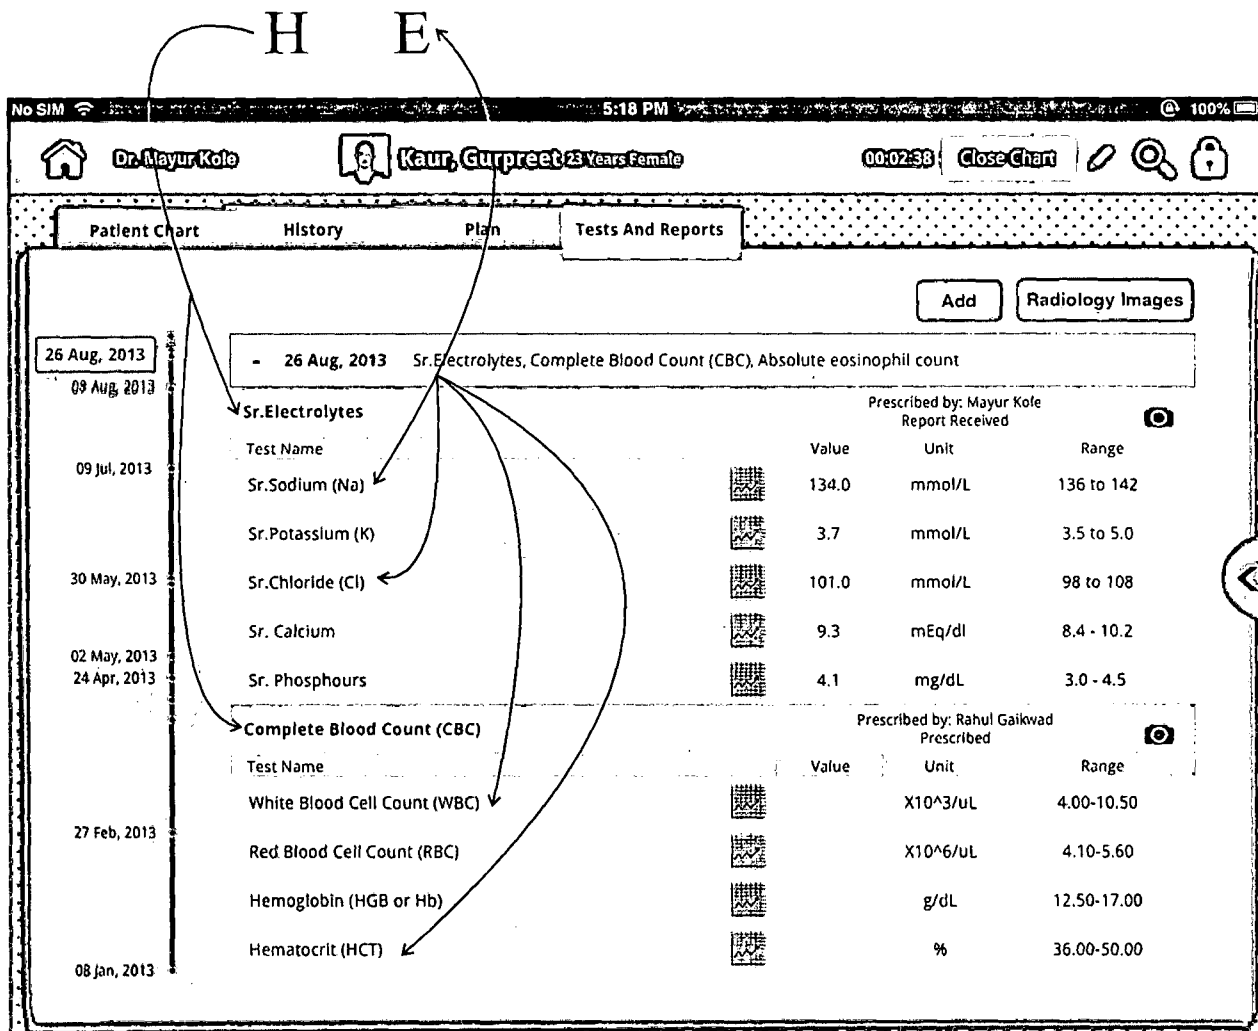 H E
No SIM 5:18 PM 100%
Dr. Mayur Kole Kaur, Gurpreet 23 Years Female 00:02:38 Close Chart
Patient Chart History Plan Tests And Reports
Add Radiology Images
26 Aug, 2013
- 26 Aug, 2013 Sr.Electrolytes, Complete Blood Count (CBC), Absolute eosinophil count
09 Aug, 2013
Sr.Electrolytes Prescribed by: Mayur Kole
Report Received
Test Name Value Unit Range
09 Jul, 2013
Sr.Sodium (Na) 134.0 mmol/L 136 to 142
Sr.Potassium (K) 3.7 mmol/L 3.5 to 5.0
30 May, 2013 Sr.Chloride (Cl) 101.0 mmol/L 98 to 108
Sr. Calcium 9.3 mEq/dl 8.4 - 10.2
02 May, 2013
24 Apr, 2013 Sr. Phosphours 4.1 mg/dL 3.0 - 4.5
Complete Blood Count (CBC) Prescribed by: Rahul Gaikwad
Prescribed
Test Name Value Unit Range
White Blood Cell Count (WBC) X10^3/uL 4.00-10.50
27 Feb, 2013
Red Blood Cell Count (RBC) X10^6/uL 4.10-5.60
Hemoglobin (HGB or Hb) g/dL 12.50-17.00
Hematocrit (HCT) % 36.00-50.00
08 Jan, 2013